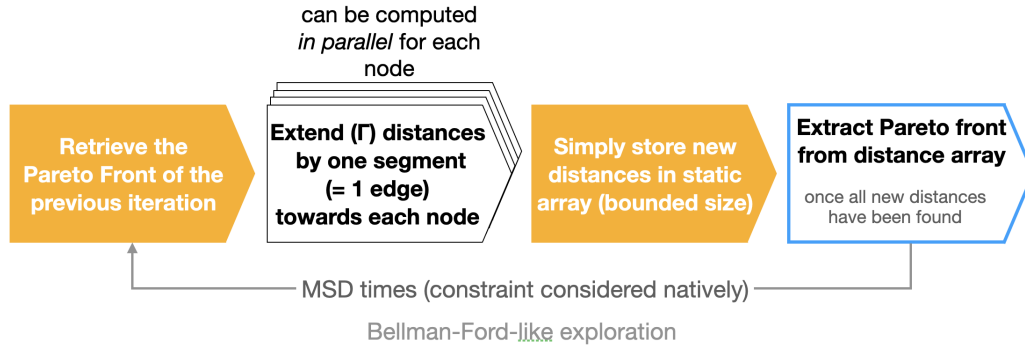 can be computed
in parallel for each
node
Retrieve the
Pareto Front of the
previous iteration
Extend (Γ) distances
by one segment
(= 1 edge)
towards each node
Simply store new
distances in static
array (bounded size)
Extract Pareto front
from distance array
once all new distances
have been found
MSD times (constraint considered natively)
Bellman-Ford-like exploration